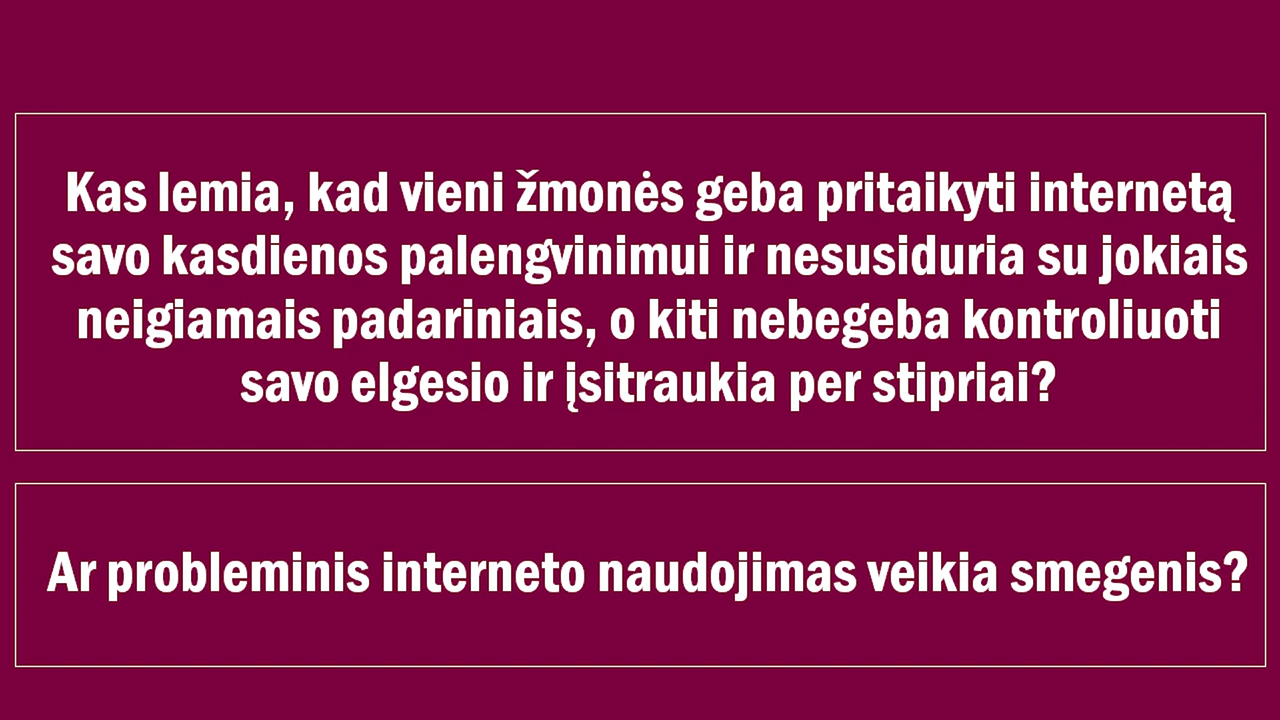 Kas lemia, kad vieni žmonės geba pritaikyti internetą
savo kasdienos palengvinimui ir nesusiduria su jokiais
neigiamais padariniais, o kiti nebegeba kontroliuoti
savo elgesio ir įsitraukia per stipriai?
Ar probleminis interneto naudojimas veikia smegenis?